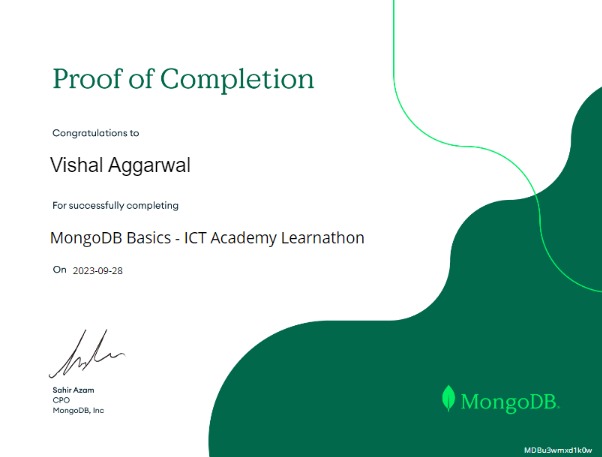 Proof of Completion
Congratulations to
Vishal Aggarwal
For successfully completing
MongoDB Basics - ICT Academy Learnathon
On 2023-09-28
Sahir Azam
CPO
MongoDB, Inc
MongoDB.
MDBu3wmxd1k0w